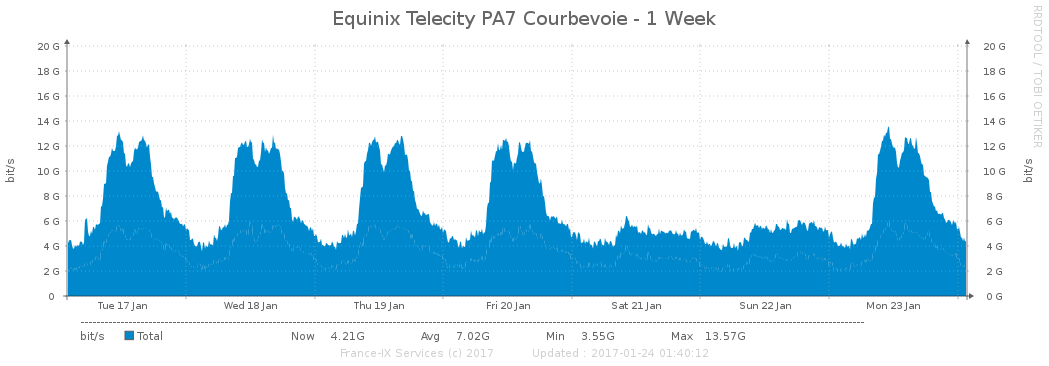 Equinix Telecity PA7 Courbevoie - 1 Week
RRDTOOL / TOBI OETIKER
20 G 20 G
18 G 18 G
16 G 16 G
14 G 14 G
12 G 12 G
10 G 10 G
8 G 8 G
6 G 6 G
4 G 4 G
2 G 2 G
0 0 G
bit/s bit/s
Tue 17 Jan Wed 18 Jan Thu 19 Jan Fri 20 Jan Sat 21 Jan Sun 22 Jan Mon 23 Jan
bit/s Total Now 4.21G Avg 7.02G Min 3.55G Max 13.57G
France-IX Services (c) 2017 Updated : 2017-01-24 01:40:12